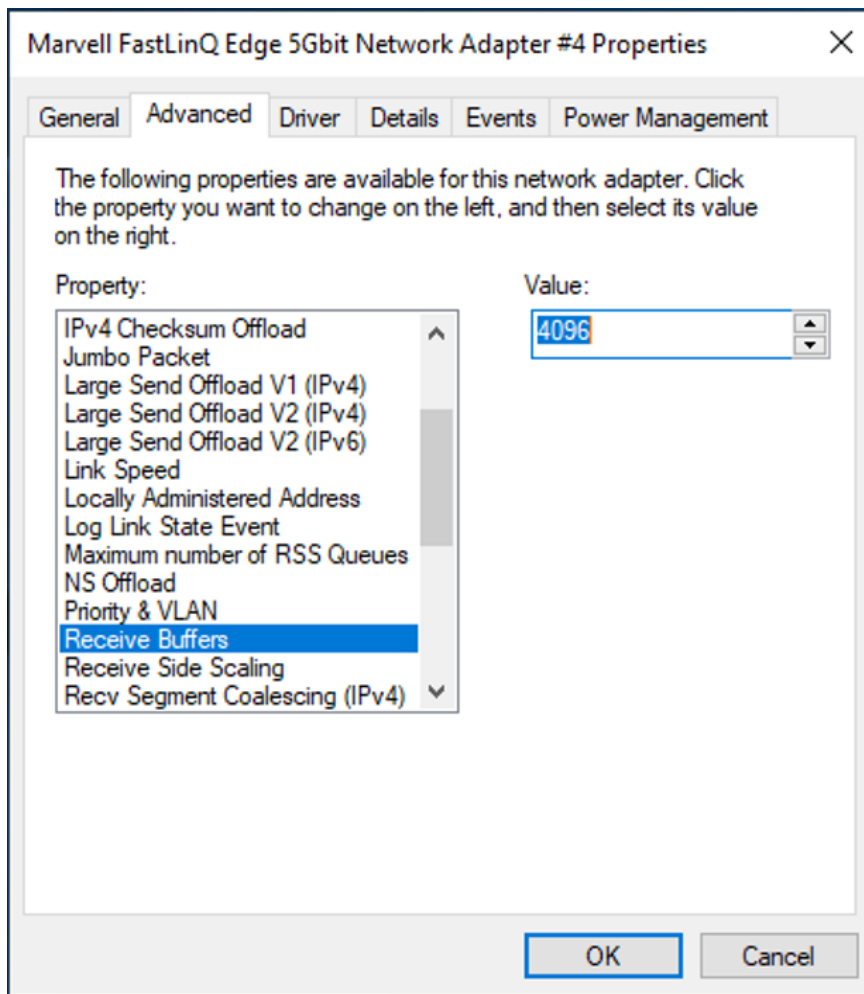 Marvell FastLinQ Edge 5Gbit Network Adapter #4 Properties
General Advanced Driver Details Events Power Management
The following properties are available for this network adapter. Click
the property you want to change on the left, and then select its value
on the right.
Property:
Value:
IPv4 Checksum Offload
4096
Jumbo Packet
Large Send Offload V1 (IPv4)
Large Send Offload V2 (IPv4)
Large Send Offload V2 (IPv6)
Link Speed
Locally Administered Address
Log Link State Event
Maximum number of RSS Queues
NS Offload
Priority & VLAN
Receive Buffers
Receive Side Scaling
Recv Segment Coalescing (IPv4)
OK
Cancel